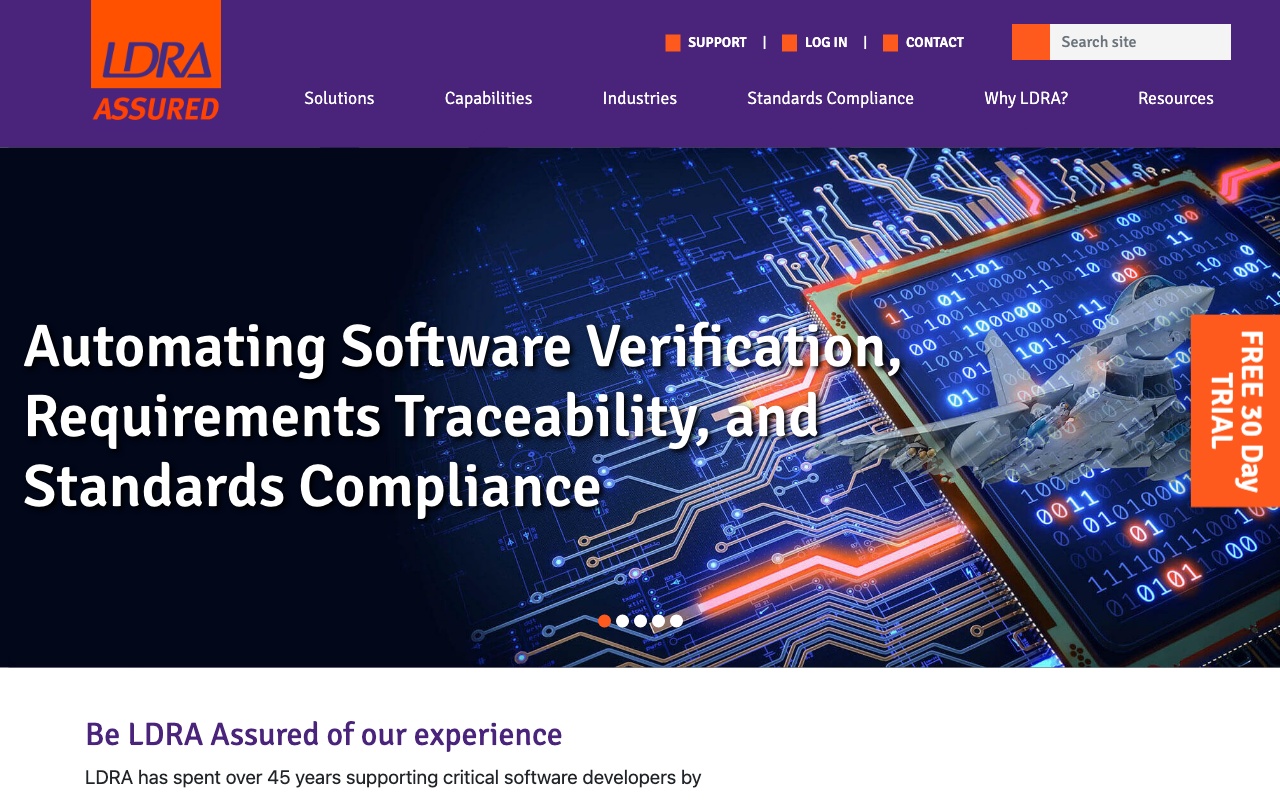 LDRA
ASSURED
SUPPORT | LOG IN | CONTACT
Search site
Solutions
Capabilities
Industries
Standards Compliance
Why LDRA?
Resources
Automating Software Verification,
Requirements Traceability, and
Standards Compliance
FREE 30 Day
TRIAL
Be LDRA Assured of our experience
LDRA has spent over 45 years supporting critical software developers by